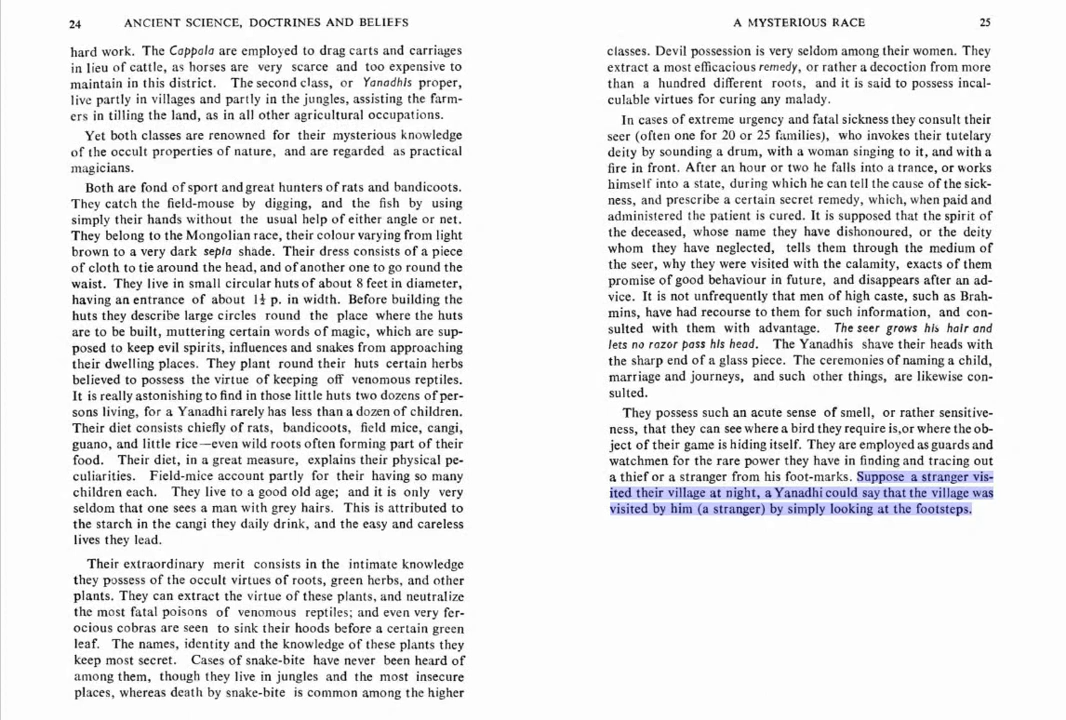 24 ANCIENT SCIENCE, DOCTRINES AND BELIEFS
hard work. The Cappala are employed to drag carts and carriages
in lieu of cattle, as horses are very scarce and too expensive to
maintain in this district. The second class, or Yanadhis proper,
live partly in villages and partly in the jungles, assisting the farm-
ers in tilling the land, as in all other agricultural occupations.
Yet both classes are renowned for their mysterious knowledge
of the occult properties of nature, and are regarded as practical
magicians.
Both are fond of sport and great hunters of rats and bandicoots.
They catch the field-mouse by digging, and the fish by using
simply their hands without the usual help of either angle or net.
They belong to the Mongolian race, their colour varying from light
brown to a very dark sepia shade. Their dress consists of a piece
of cloth to tie around the head, and of another one to go round the
waist. They live in small circular huts of about 8 feet in diameter,
having an entrance of about 1½ p. in width. Before building the
huts they describe large circles round the place where the huts
are to be built, muttering certain words of magic, which are sup-
posed to keep evil spirits, influences and snakes from approaching
their dwelling places. They plant round their huts certain herbs
believed to possess the virtue of keeping off venomous reptiles.
It is really astonishing to find in those little huts two dozens of per-
sons living, for a Yanadhi rarely has less than a dozen of children.
Their diet consists chiefly of rats, bandicoots, field mice, cangi,
guano, and little rice—even wild roots often forming part of their
food. Their diet, in a great measure, explains their physical pe-
culiarities. Field-mice account partly for their having so many
children each. They live to a good old age; and it is only very
seldom that one sees a man with grey hairs. This is attributed to
the starch in the cangi they daily drink, and the easy and careless
lives they lead.
Their extraordinary merit consists in the intimate knowledge
they possess of the occult virtues of roots, green herbs, and other
plants. They can extract the virtue of these plants, and neutralize
the most fatal poisons of venomous reptiles; and even very fer-
ocious cobras are seen to sink their hoods before a certain green
leaf. The names, identity and the knowledge of these plants they
keep most secret. Cases of snake-bite have never been heard of
among them, though they live in jungles and the most insecure
places, whereas death by snake-bite is common among the higher
A MYSTERIOUS RACE 25
classes. Devil possession is very seldom among their women. They
extract a most efficacious remedy, or rather a decoction from more
than a hundred different roots, and it is said to possess incal-
culable virtues for curing any malady.
In cases of extreme urgency and fatal sickness they consult their
seer (often one for 20 or 25 families), who invokes their tutelary
deity by sounding a drum, with a woman singing to it, and with a
fire in front. After an hour or two he falls into a trance, or works
himself into a state, during which he can tell the cause of the sick-
ness, and prescribe a certain secret remedy, which, when paid and
administered the patient is cured. It is supposed that the spirit of
the deceased, whose name they have dishonoured, or the deity
whom they have neglected, tells them through the medium of
the seer, why they were visited with the calamity, exacts of them
promise of good behaviour in future, and disappears after an ad-
vice. It is not unfrequently that men of high caste, such as Brah-
mins, have had recourse to them for such information, and con-
sulted with them with advantage. The seer grows his hair and
lets no razor pass his head. The Yanadhis shave their heads with
the sharp end of a glass piece. The ceremonies of naming a child,
marriage and journeys, and such other things, are likewise con-
sulted.
They possess such an acute sense of smell, or rather sensitive-
ness, that they can see where a bird they require is,or where the ob-
ject of their game is hiding itself. They are employed as guards and
watchmen for the rare power they have in finding and tracing out
a thief or a stranger from his foot-marks. Suppose a stranger vis-
ited their village at night, a Yanadhi could say that the village was
visited by him (a stranger) by simply looking at the footsteps.